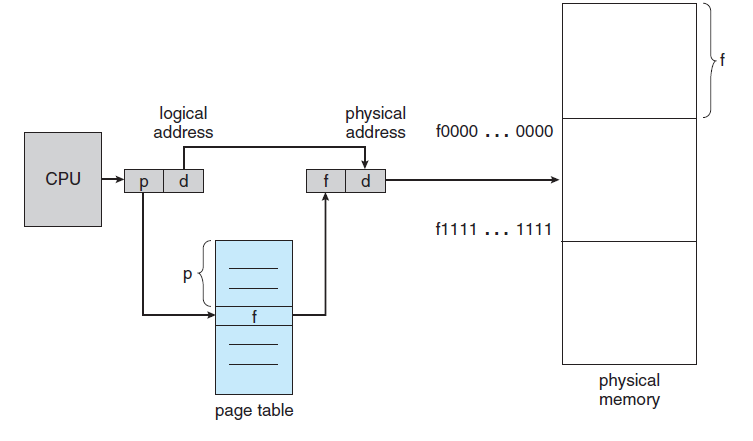 f
logical
address
physical
address
f0000 ... 0000
CPU
p
d
f
d
f1111 ... 1111
p
f
page table
physical
memory